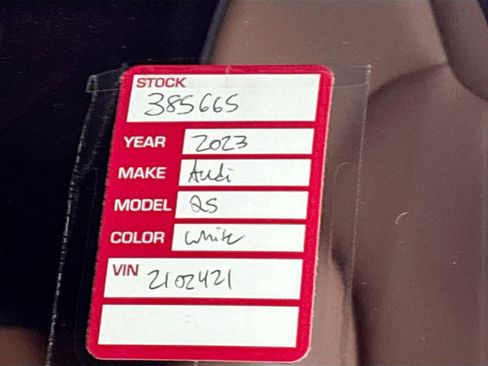 STOCK
385665
YEAR 2023
MAKE Audi
MODEL Q5
COLOR White
VIN 2102421